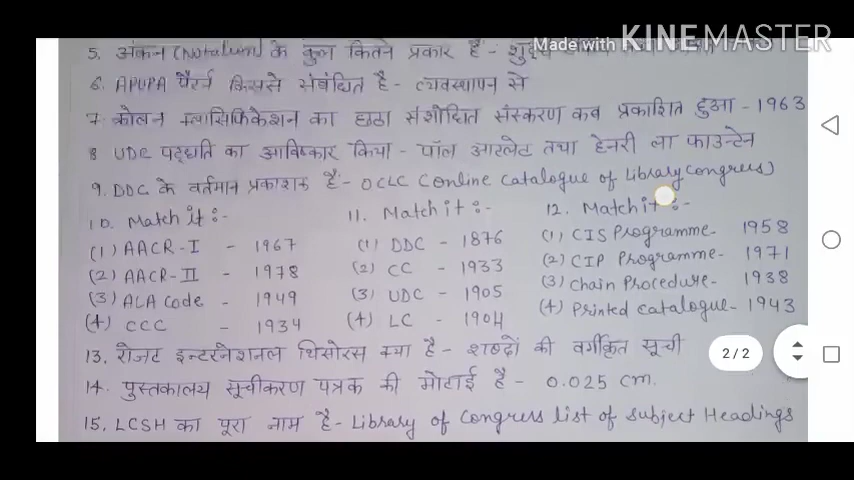 Made with KINEMASTER
5. अंकन (Notation) के कुल कितने प्रकार हैं - शुद्ध
6. APUPA पैटर्न किससे संबंधित है - व्यवस्थापन से
7. कोलन क्लासिफिकेशन का छठा संशोधित संस्करण कब प्रकाशित हुआ - 1963
8 UDC पद्धति का आविष्कार किया - पॉल आटलेट तथा हेनरी ला फाउन्टेन
9. DDC के वर्तमान प्रकाशक हैं - OCLC Conline Catalogue of Library Congress)
10. Match it :-
(1) AACR-I - 1967
(2) AACR-II - 1978
(3) ALA Code - 1949
(4) CCC - 1934
11. Match it :-
(1) DDC - 1876
(2) CC - 1933
(3) UDC - 1905
(4) LC - 1904
12. Match it :-
(1) CIS Programme - 1958
(2) CIP Programme - 1971
(3) Chain Procedure - 1938
(4) Printed Catalogue - 1943
13. रोजट इन्टरनेशनल थिसोरस क्या है - शब्दों की वर्गीकृत सूची
14. पुस्तकालय सूचीकरण पत्रक की मोटाई है - 0.025 cm.
15. LCSH का पूरा नाम है - Library of Congress list of Subject Headings
2/2